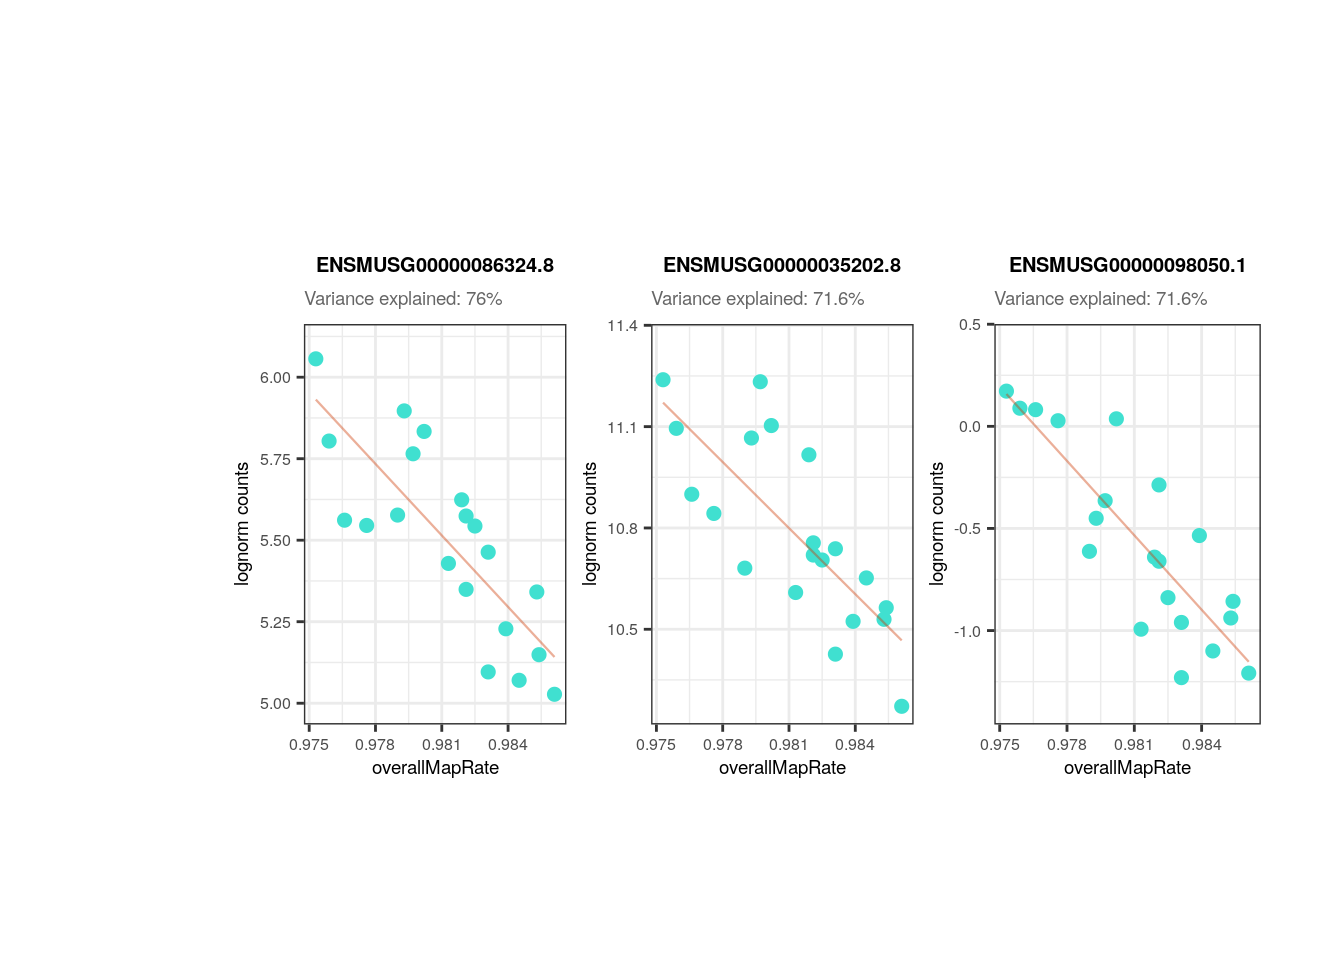 ENSMUSG00000086324.8
Variance explained: 76%
6.00
5.75
5.50
5.25
5.00
lognorm counts
0.975 0.978 0.981 0.984
overallMapRate
ENSMUSG00000035202.8
Variance explained: 71.6%
11.4
11.1
10.8
10.5
lognorm counts
0.975 0.978 0.981 0.984
overallMapRate
ENSMUSG00000098050.1
Variance explained: 71.6%
0.5
0.0
-0.5
-1.0
lognorm counts
0.975 0.978 0.981 0.984
overallMapRate